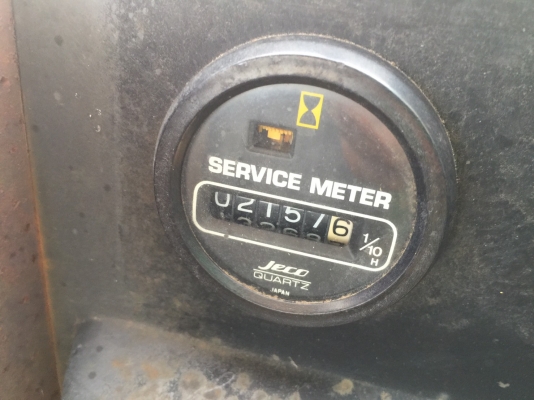 SERVICE METER
021576
1/10
H
Jeco
QUARTZ
JAPAN